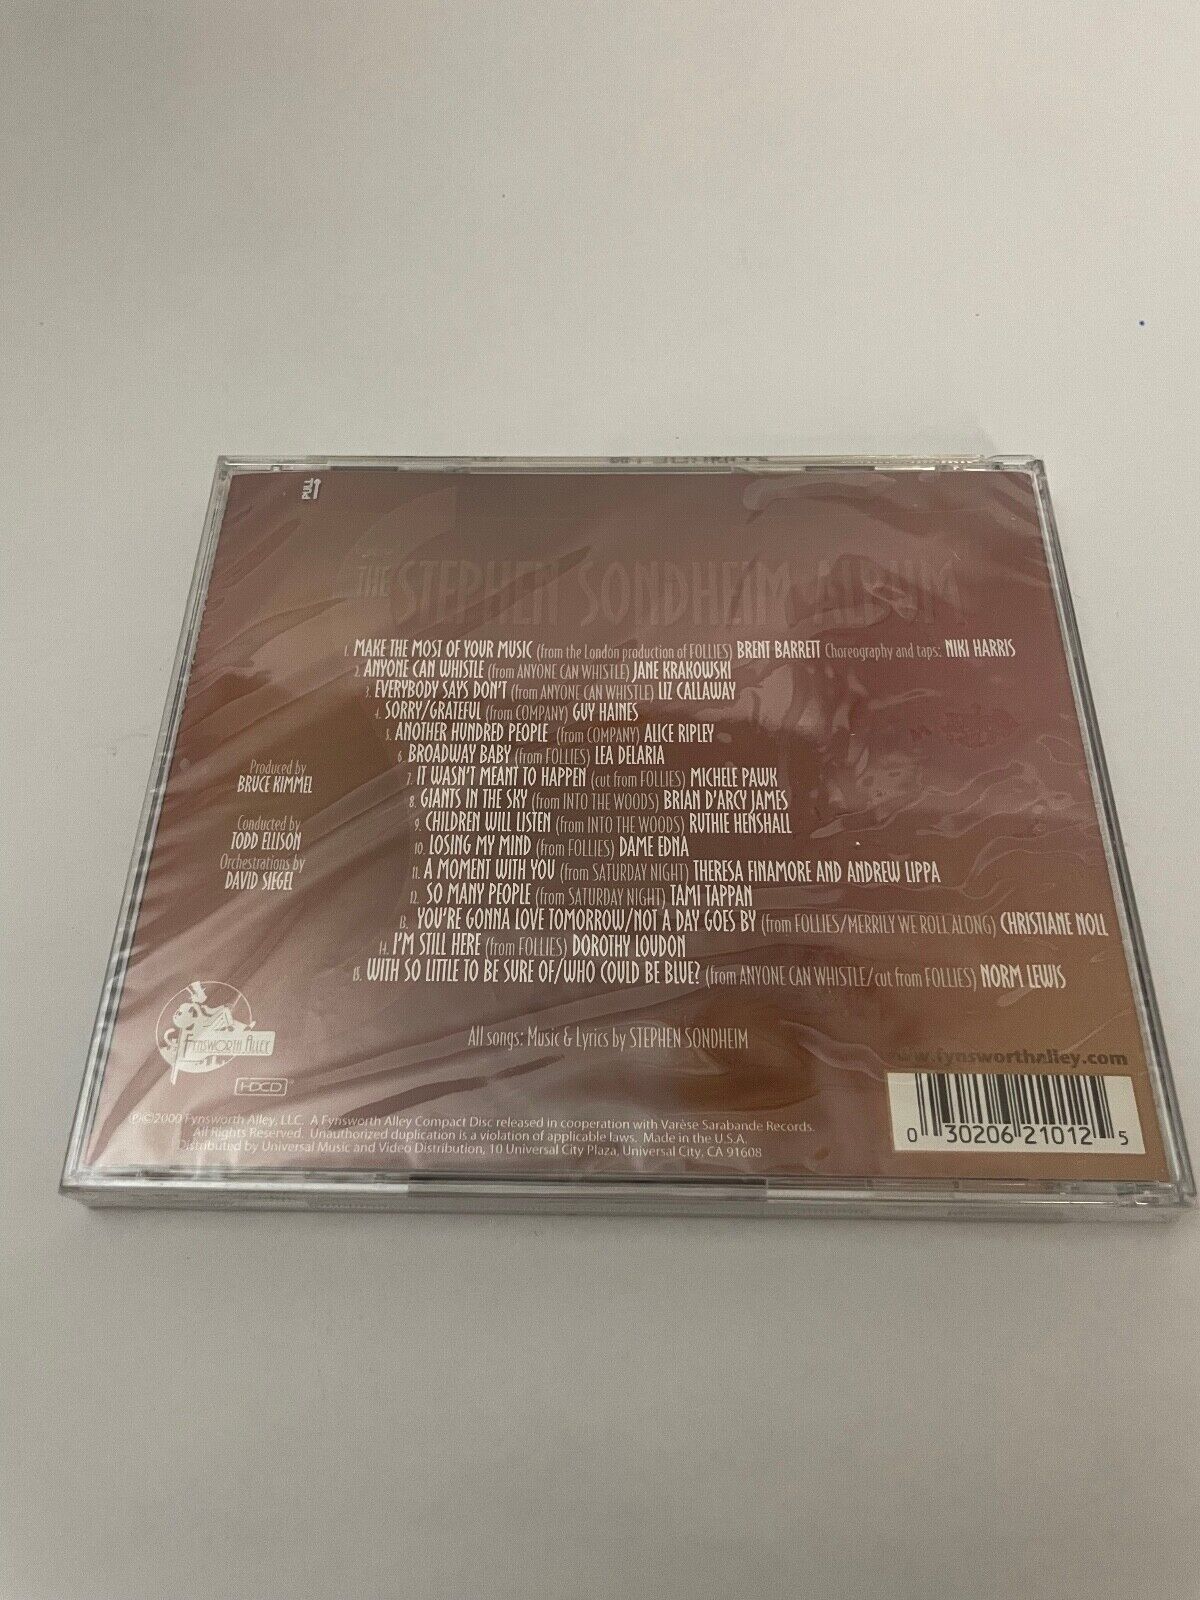 PULL
THE STEPHEN SONDHEIM ALBUM
1. MAKE THE MOST OF YOUR MUSIC (from the London production of FOLLIES) BRENT BARRETT Choreography and taps: NIKI HARRIS
2. ANYONE CAN WHISTLE (from ANYONE CAN WHISTLE) JANE KRAKOWSKI
3. EVERYBODY SAYS DON'T (from ANYONE CAN WHISTLE) LIZ CALLAWAY
4. SORRY/GRATEFUL (from COMPANY) GUY HAINES
5. ANOTHER HUNDRED PEOPLE (from COMPANY) ALICE RIPLEY
6. BROADWAY BABY (from FOLLIES) LEA DELARIA
7. IT WASN'T MEANT TO HAPPEN (cut from FOLLIES) MICHELE PAWK
8. GIANTS IN THE SKY (from INTO THE WOODS) BRIAN D'ARCY JAMES
9. CHILDREN WILL LISTEN (from INTO THE WOODS) RUTHIE HENSHALL
10. LOSING MY MIND (from FOLLIES) DAME EDNA
11. A MOMENT WITH YOU (from SATURDAY NIGHT) THERESA FINAMORE AND ANDREW LIPPA
12. SO MANY PEOPLE (from SATURDAY NIGHT) TAMI TAPPAN
13. YOU'RE GONNA LOVE TOMORROW/NOT A DAY GOES BY (from FOLLIES/MERRILY WE ROLL ALONG) CHRISTIANE NOLL
14. I'M STILL HERE (from FOLLIES) DOROTHY LOUDON
15. WITH SO LITTLE TO BE SURE OF/WHO COULD BE BLUE? (from ANYONE CAN WHISTLE/cut from FOLLIES) NORM LEWIS
Produced by
BRUCE KIMMEL
Conducted by
TODD ELLISON
Orchestrations by
DAVID SIEGEL
All songs: Music & Lyrics by STEPHEN SONDHEIM
FYNSWORTH ALLEY
HDCD
www.fynsworthalley.com
℗©2000 Fynsworth Alley, LLC. A Fynsworth Alley Compact Disc released in cooperation with Varèse Sarabande Records.
All Rights Reserved. Unauthorized duplication is a violation of applicable laws. Made in the U.S.A.
Distributed by Universal Music and Video Distribution, 10 Universal City Plaza, Universal City, CA 91608
0 30206 21012 5